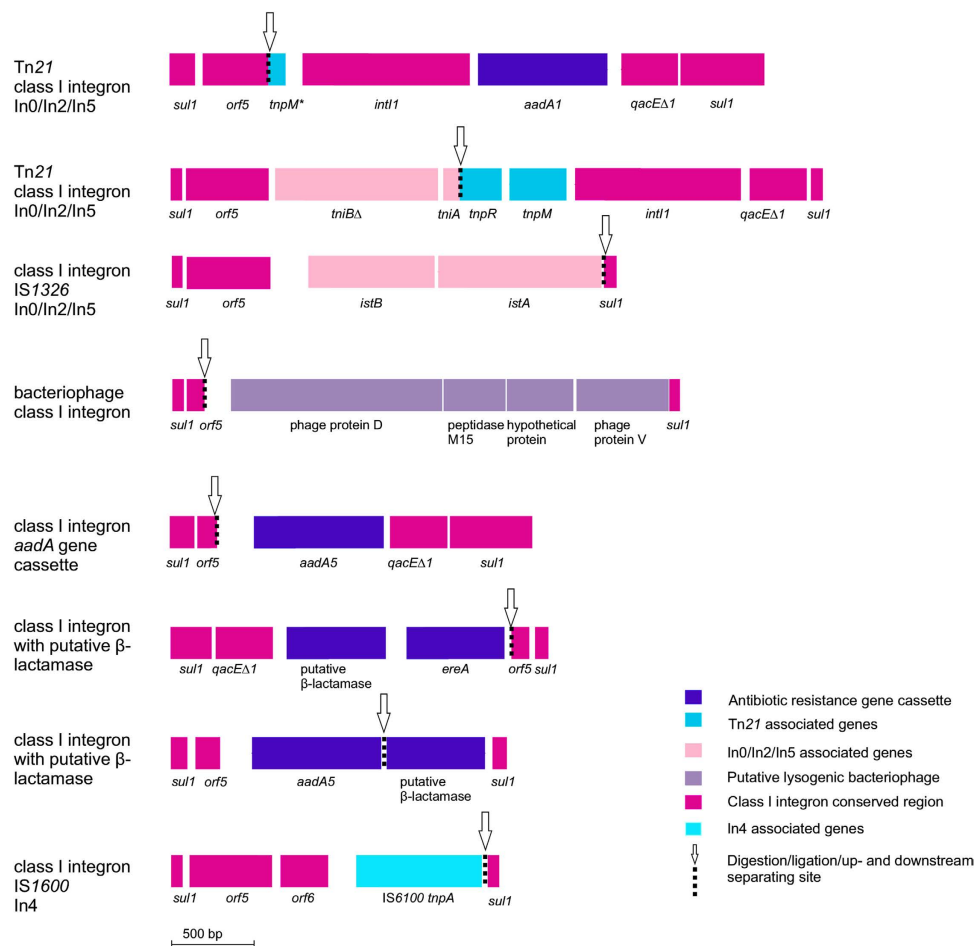 Tn21
class I integron
In0/In2/In5
sul1 orf5 tnpM* intI1 aadA1 qacEΔ1 sul1
Tn21
class I integron
In0/In2/In5
sul1 orf5 tniBΔ tniA tnpR tnpM intI1 qacEΔ1 sul1
class I integron
IS1326
In0/In2/In5
sul1 orf5 istB istA sul1
bacteriophage
class I integron
sul1 orf5 phage protein D peptidase hypothetical phage sul1
M15 protein protein V
class I integron
aadA gene
cassette
sul1 orf5 aadA5 qacEΔ1 sul1
class I integron
with putative β-
lactamase
sul1 qacEΔ1 putative ereA orf5 sul1
β-lactamase
class I integron
with putative β-
lactamase
sul1 orf5 aadA5 putative sul1
β-lactamase
class I integron
IS1600
In4
sul1 orf5 orf6 IS6100 tnpA sul1
500 bp
Antibiotic resistance gene cassette
Tn21 associated genes
In0/In2/In5 associated genes
Putative lysogenic bacteriophage
Class I integron conserved region
In4 associated genes
Digestion/ligation/up- and downstream
separating site